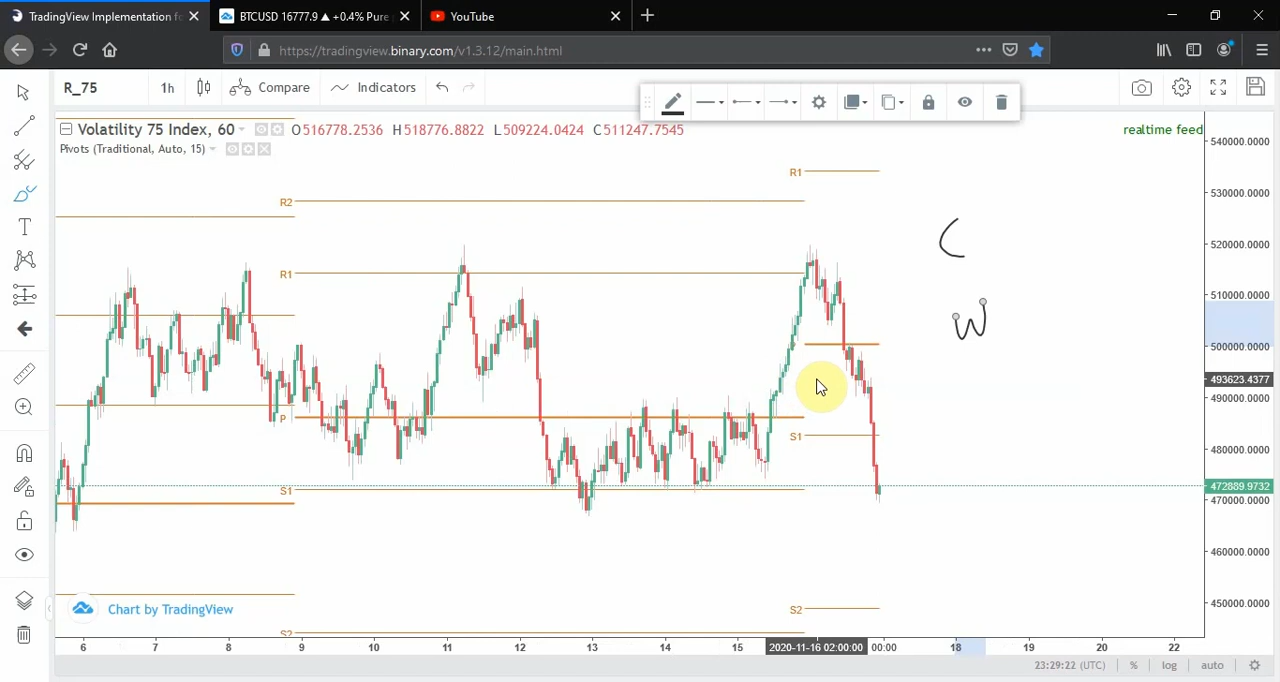 TradingView Implementation fo
BTCUSD 16777.9 ▲ +0.4% Pure
YouTube
https://tradingview.binary.com/v1.3.12/main.html
R_75 1h Compare Indicators
Volatility 75 Index, 60 O516778.2536 H518776.8822 L509224.0424 C511247.7545
realtime feed
Pivots (Traditional, Auto, 15)
540000.0000
R1
530000.0000
R2
520000.0000
C
R1
510000.0000
W
500000.0000
493623.4377
490000.0000
P
S1
480000.0000
S1
472889.9732
470000.0000
460000.0000
450000.0000
S2
S2
Chart by TradingView
6 7 8 9 10 11 12 13 14 15 2020-11-16 02:00:00 00:00 18 19 20 22
23:29:22 (UTC) % log auto